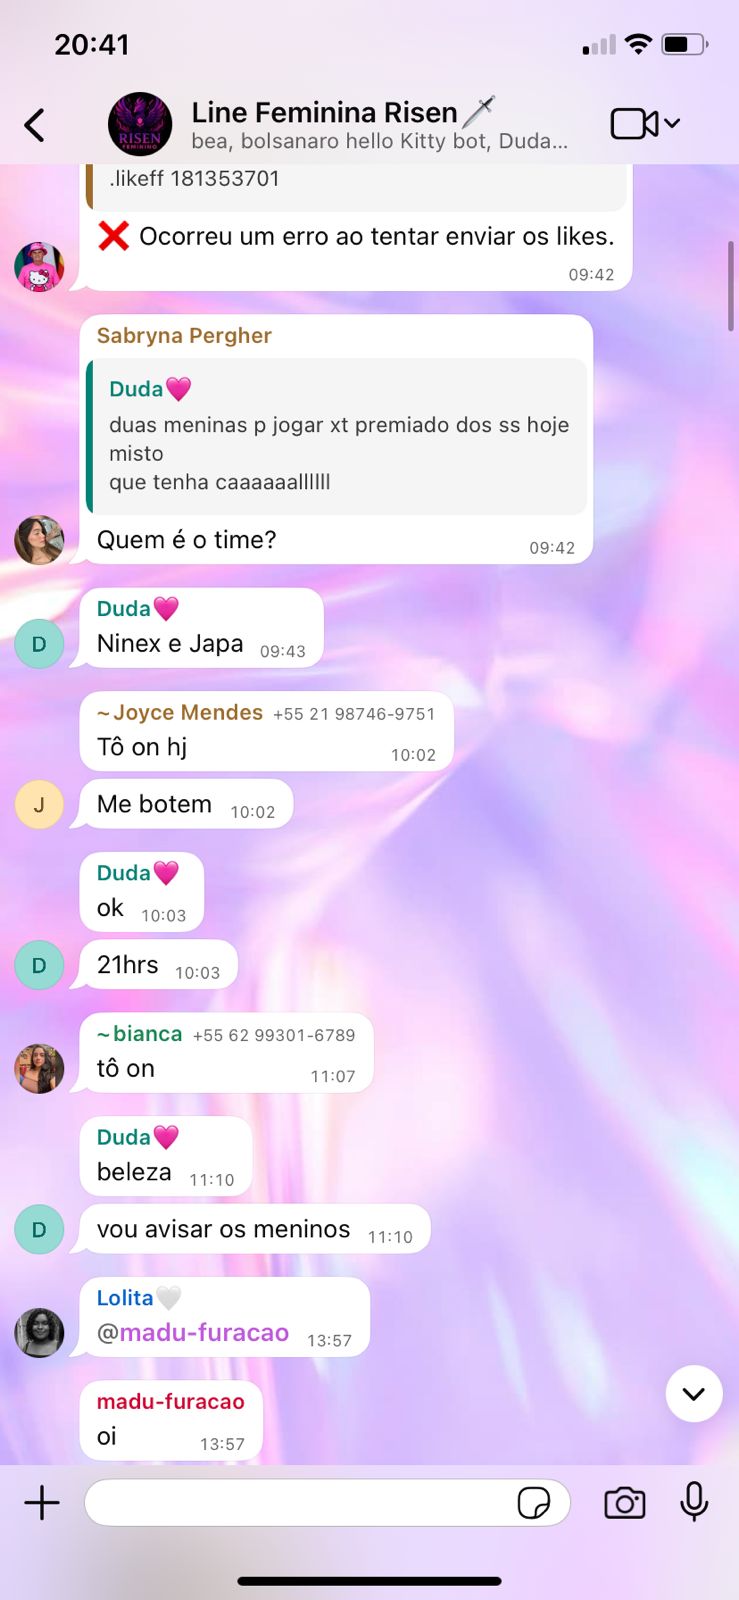 20:41
Line Feminina Risen🗡️
RISEN
FEMININO
bea, bolsanaro hello Kitty bot, Duda...
.likeff 181353701
❌ Ocorreu um erro ao tentar enviar os likes.
09:42
Sabryna Pergher
Duda🩷
duas meninas p jogar xt premiado dos ss hoje
misto
que tenha caaaaaallllll
Quem é o time?
09:42
Duda🩷
D
Ninex e Japa 09:43
~Joyce Mendes +55 21 98746-9751
Tô on hj 10:02
J
Me botem 10:02
Duda🩷
ok 10:03
D
21hrs 10:03
~bianca +55 62 99301-6789
tô on 11:07
Duda🩷
beleza 11:10
D
vou avisar os meninos 11:10
Lolita🤍
@madu-furacao 13:57
madu-furacao
oi 13:57